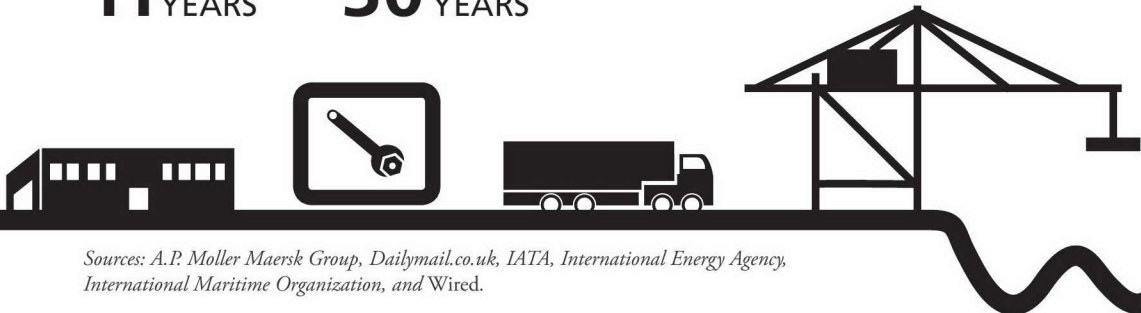 YEARS YEARS
Sources: A.P. Moller Maersk Group, Dailymail.co.uk, IATA, International Energy Agency,
International Maritime Organization, and Wired.